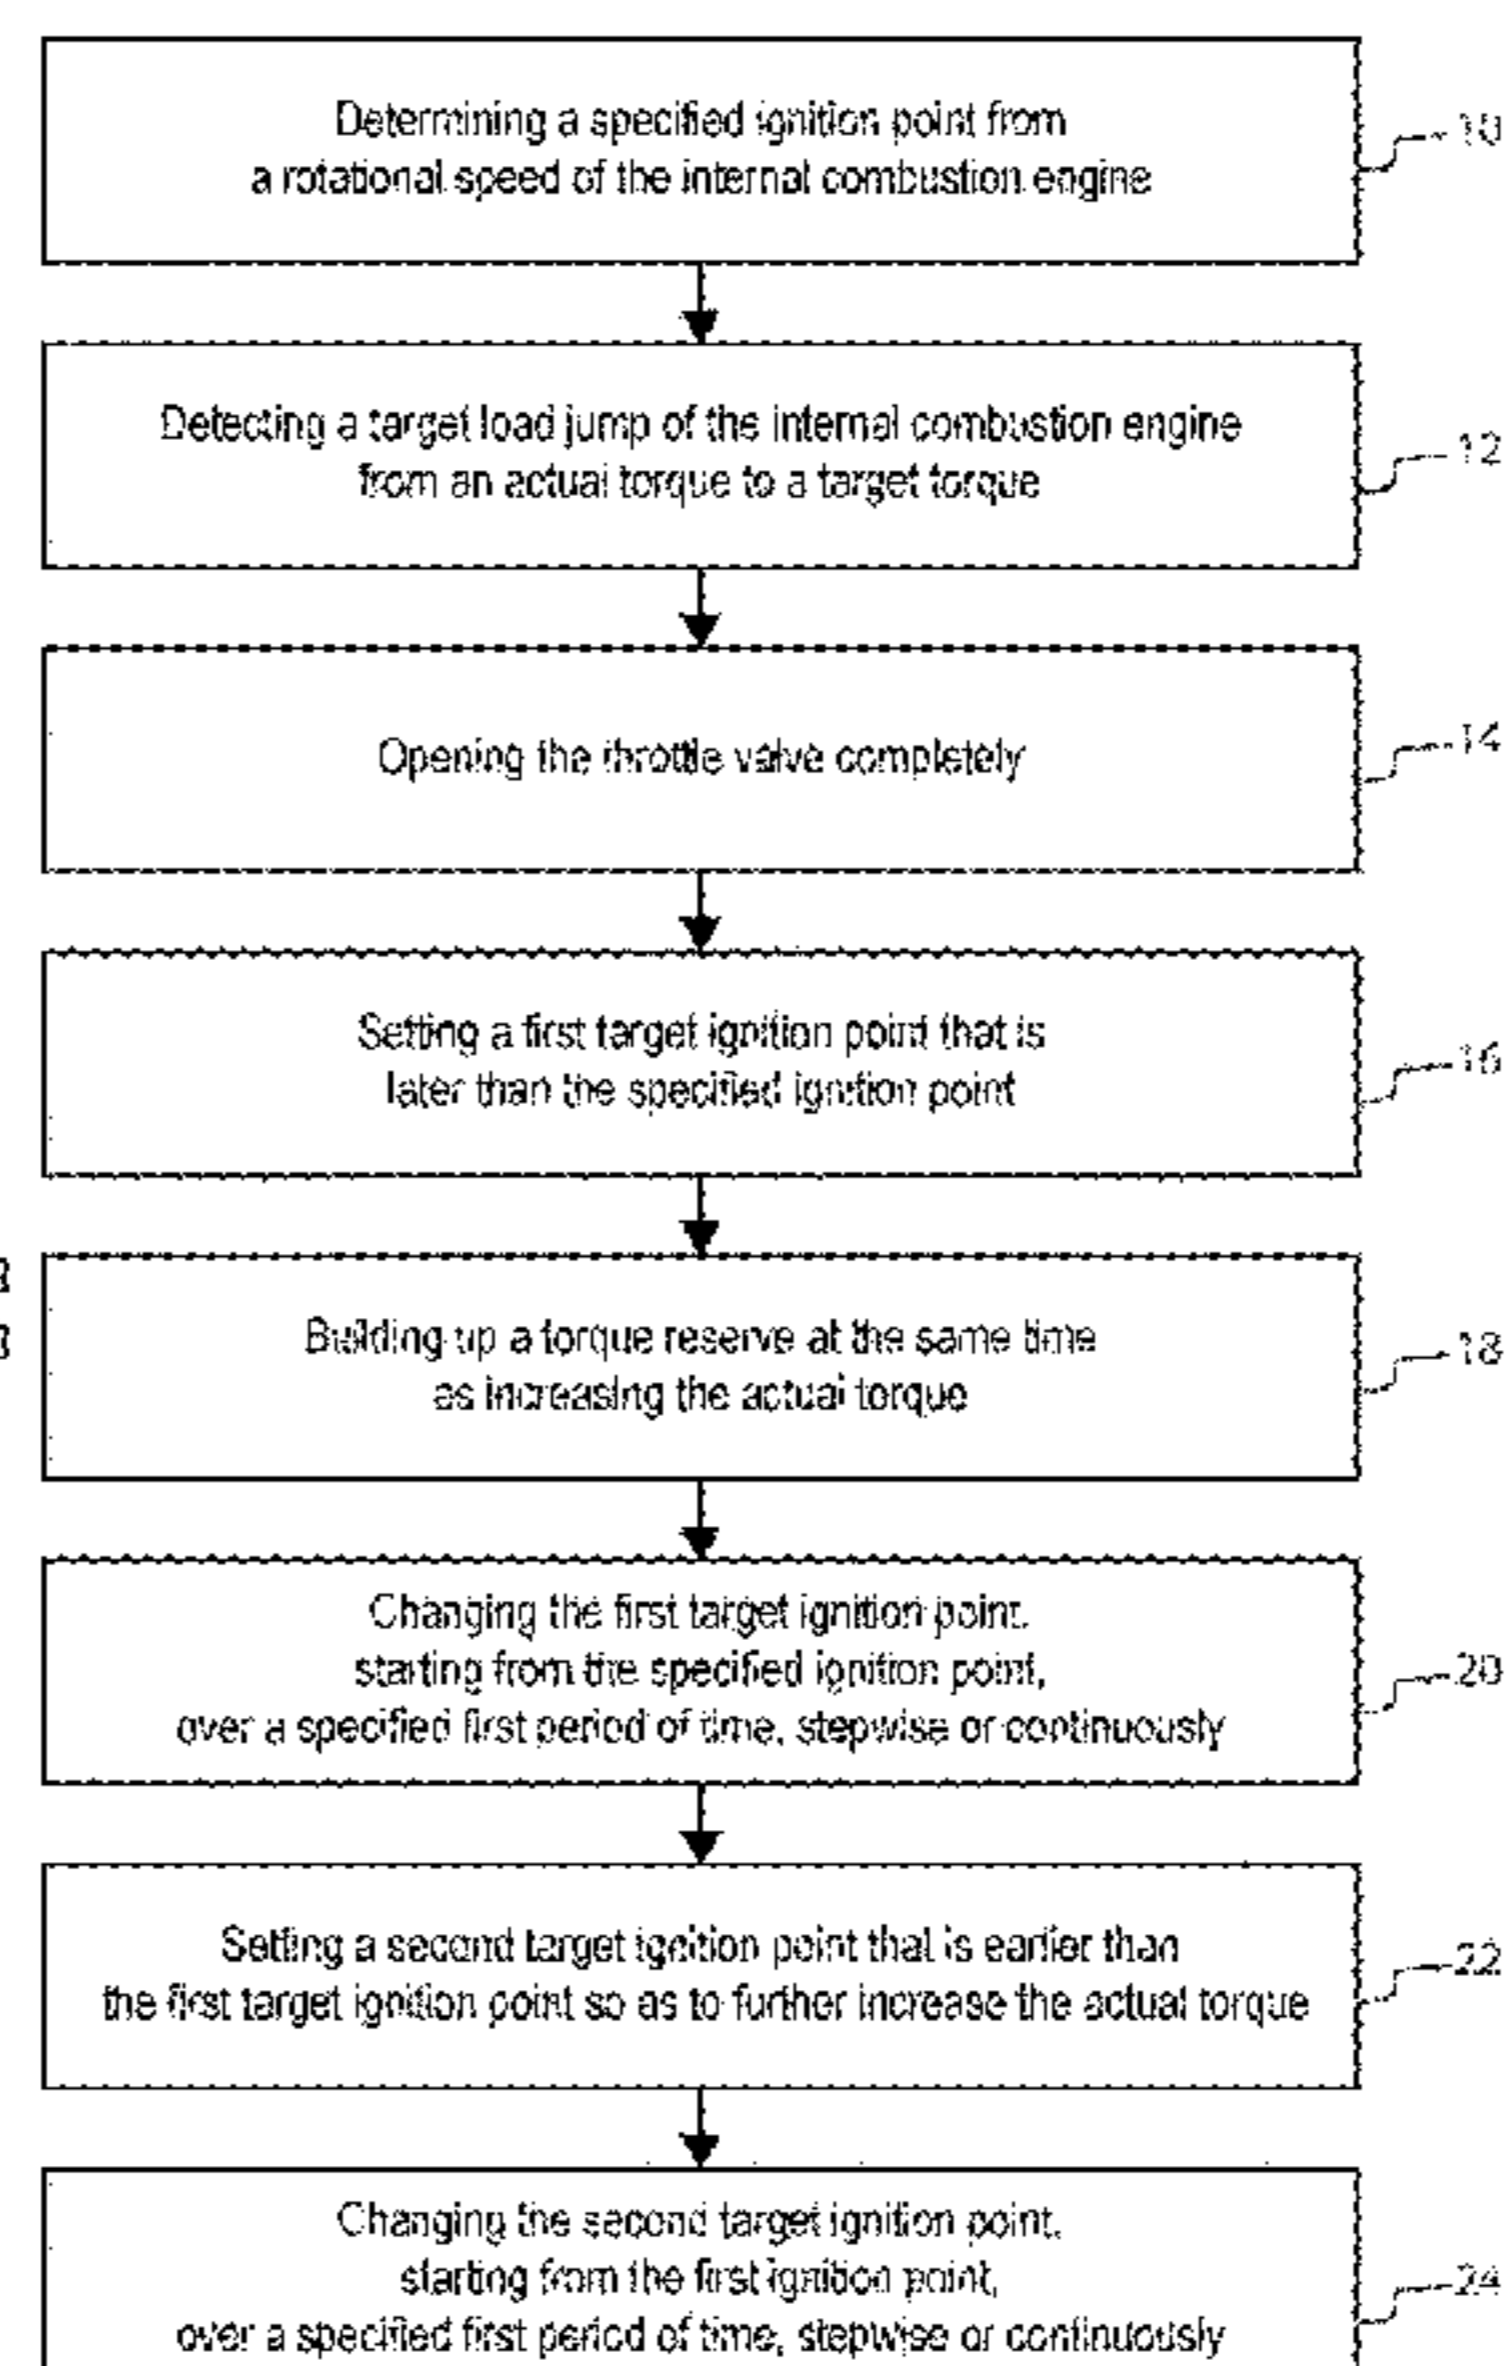 Determining a specified ignition point from
a rotational speed of the internal combustion engine
10
Detecting a target load jump of the internal combustion engine
from an actual torque to a target torque
12
Opening the throttle valve completely
14
Setting a first target ignition point that is
later than the specified ignition point
16
Building up a torque reserve at the same time
as increasing the actual torque
18
Changing the first target ignition point,
starting from the specified ignition point,
over a specified first period of time, stepwise or continuously
20
Setting a second target ignition point that is earlier than
the first target ignition point so as to further increase the actual torque
22
Changing the second target ignition point,
starting from the first ignition point,
over a specified first period of time, stepwise or continuously
24